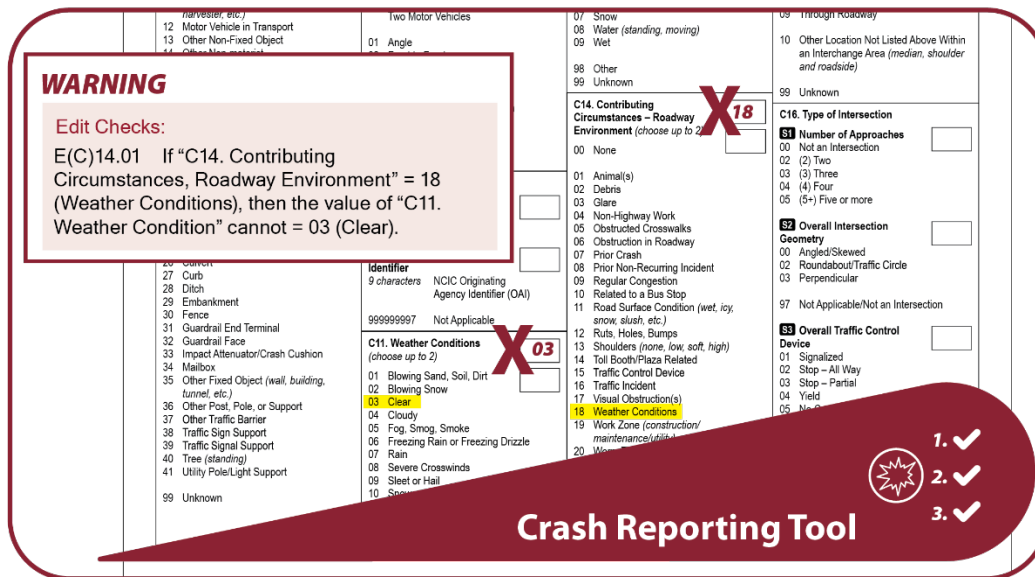 harvester, etc.)
12 Motor Vehicle in Transport
13 Other Non-Fixed Object
WARNING
Edit Checks:
E(C)14.01 If “C14. Contributing
Circumstances, Roadway Environment” = 18
(Weather Conditions), then the value of “C11.
Weather Condition” cannot = 03 (Clear).
27 Curb
28 Ditch
29 Embankment
30 Fence
31 Guardrail End Terminal
32 Guardrail Face
33 Impact Attenuator/Crash Cushion
34 Mailbox
35 Other Fixed Object (wall, building,
tunnel, etc.)
36 Other Post, Pole, or Support
37 Other Traffic Barrier
38 Traffic Sign Support
39 Traffic Signal Support
40 Tree (standing)
41 Utility Pole/Light Support
99 Unknown
Two Motor Vehicles
01 Angle
Identifier
9 characters NCIC Originating
Agency Identifier (OAI)
999999997 Not Applicable
C11. Weather Conditions
(choose up to 2)
X 03
01 Blowing Sand, Soil, Dirt
02 Blowing Snow
03 Clear
04 Cloudy
05 Fog, Smog, Smoke
06 Freezing Rain or Freezing Drizzle
07 Rain
08 Severe Crosswinds
09 Sleet or Hail
10 Snow
07 Snow
08 Water (standing, moving)
09 Wet
98 Other
99 Unknown
C14. Contributing
Circumstances – Roadway
Environment (choose up to 2)
X 18
00 None
01 Animal(s)
02 Debris
03 Glare
04 Non-Highway Work
05 Obstructed Crosswalks
06 Obstruction in Roadway
07 Prior Crash
08 Prior Non-Recurring Incident
09 Regular Congestion
10 Related to a Bus Stop
11 Road Surface Condition (wet, icy,
snow, slush, etc.)
12 Ruts, Holes, Bumps
13 Shoulders (none, low, soft, high)
14 Toll Booth/Plaza Related
15 Traffic Control Device
16 Traffic Incident
17 Visual Obstruction(s)
18 Weather Conditions
19 Work Zone (construction/
maintenance/utility)
20
09 Through Roadway
10 Other Location Not Listed Above Within
an Interchange Area (median, shoulder
and roadside)
99 Unknown
C16. Type of Intersection
S1 Number of Approaches
00 Not an Intersection
02 (2) Two
03 (3) Three
04 (4) Four
05 (5+) Five or more
S2 Overall Intersection
Geometry
00 Angled/Skewed
02 Roundabout/Traffic Circle
03 Perpendicular
97 Not Applicable/Not an Intersection
S3 Overall Traffic Control
Device
01 Signalized
02 Stop – All Way
03 Stop – Partial
04 Yield
05
Crash Reporting Tool
1.
2.
3.